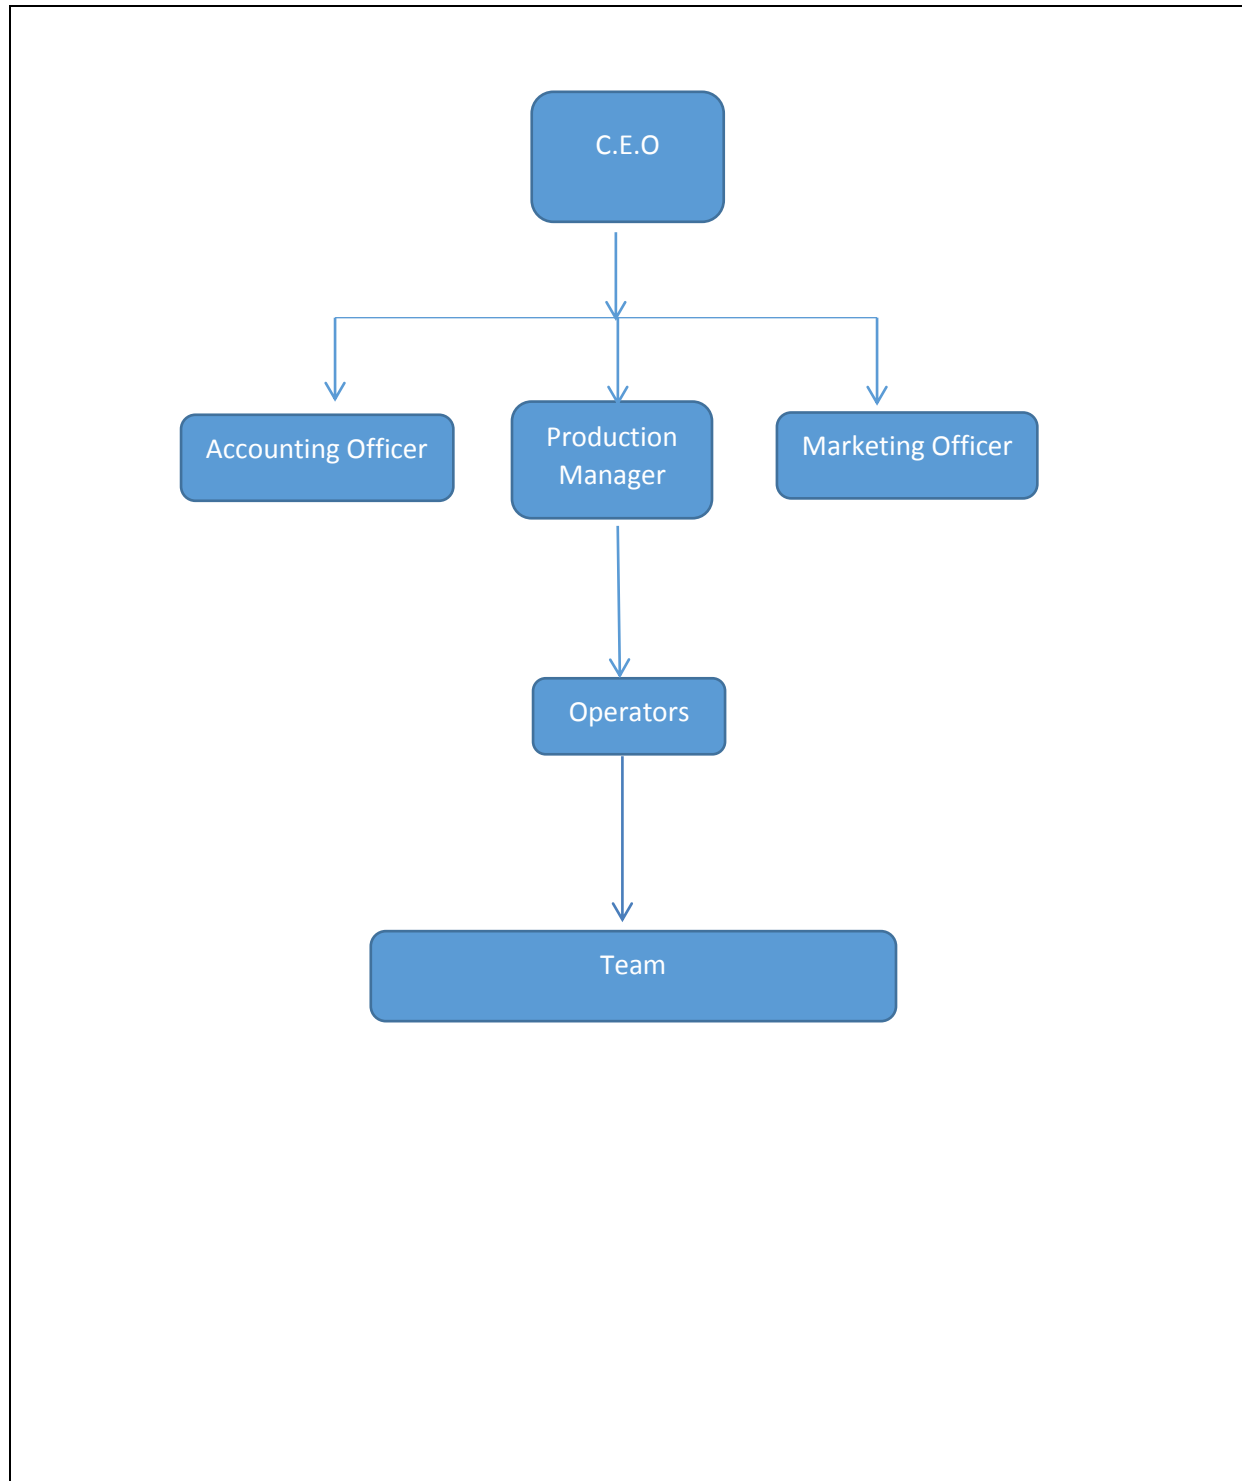 C.E.O
Accounting Officer
Production
Manager
Marketing Officer
Operators
Team